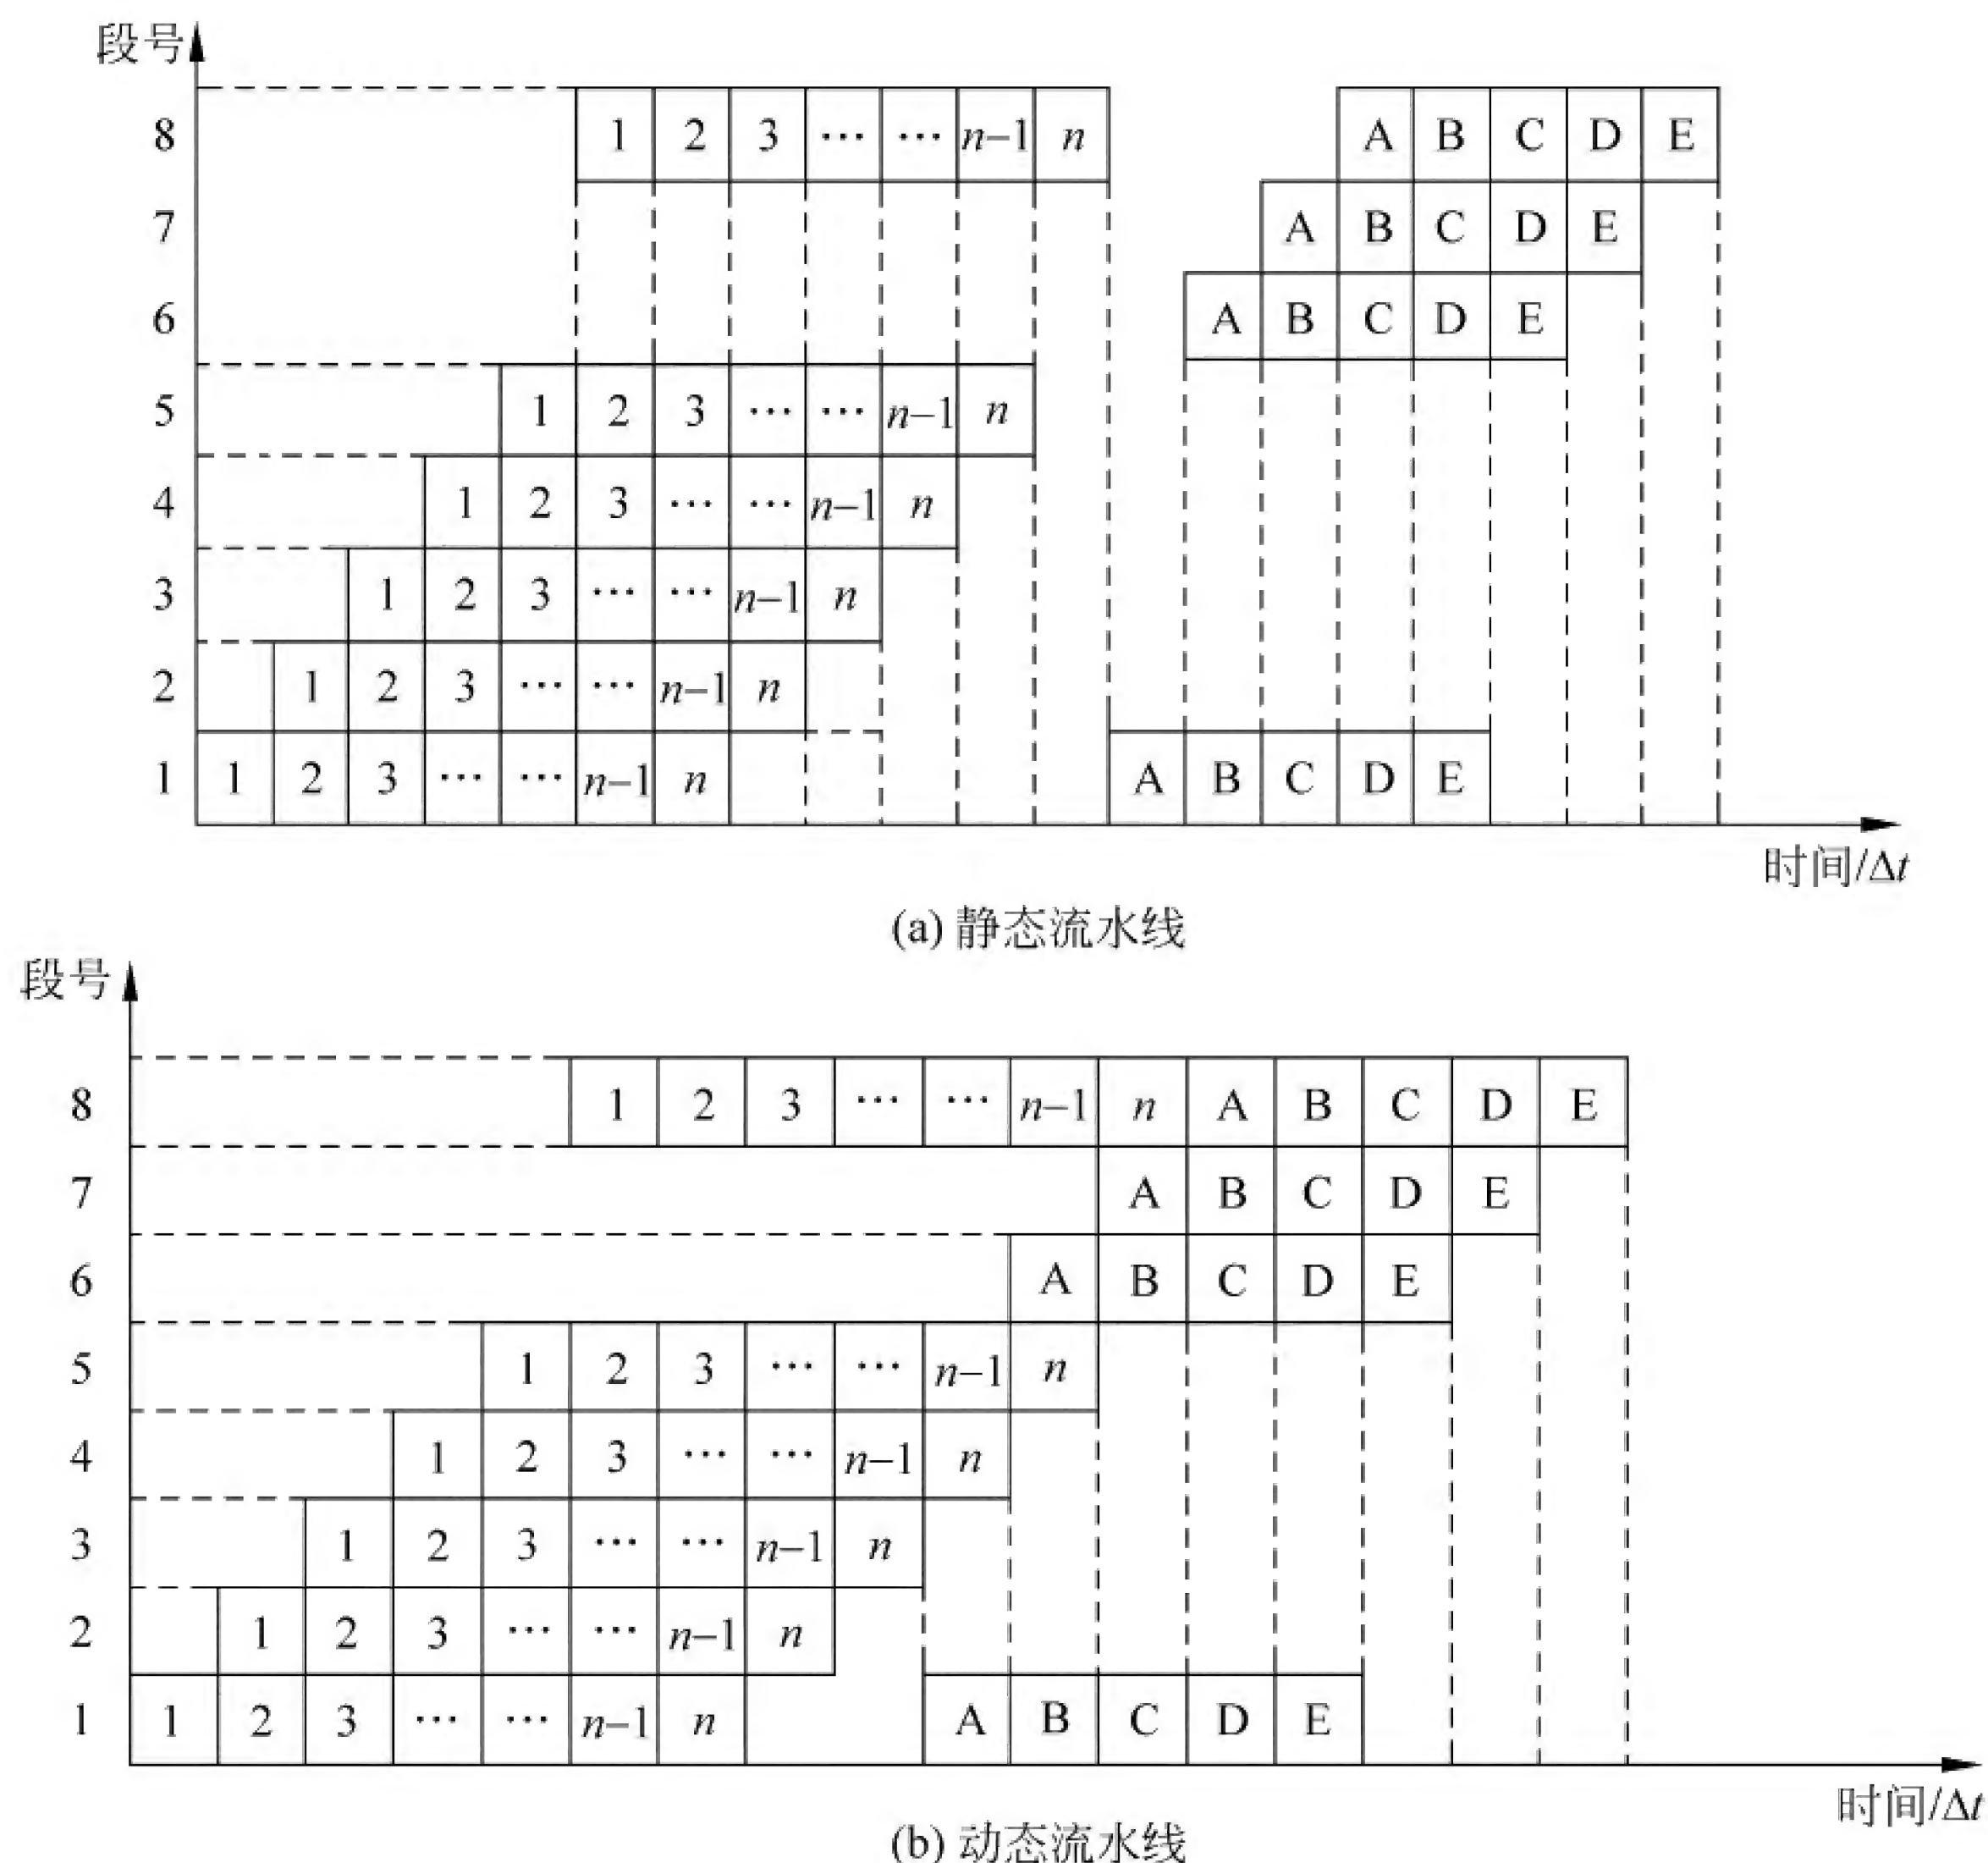 段号
8 1 2 3 … … n–1 n A B C D E
7 A B C D E
6 A B C D E
5 1 2 3 … … n–1 n
4 1 2 3 … … n–1 n
3 1 2 3 … … n–1 n
2 1 2 3 … … n–1 n
1 1 2 3 … … n–1 n A B C D E
时间/Δt
(a) 静态流水线
段号
8 1 2 3 … … n–1 n A B C D E
7 A B C D E
6 A B C D E
5 1 2 3 … … n–1 n
4 1 2 3 … … n–1 n
3 1 2 3 … … n–1 n
2 1 2 3 … … n–1 n
1 1 2 3 … … n–1 n A B C D E
时间/Δt
(b) 动态流水线